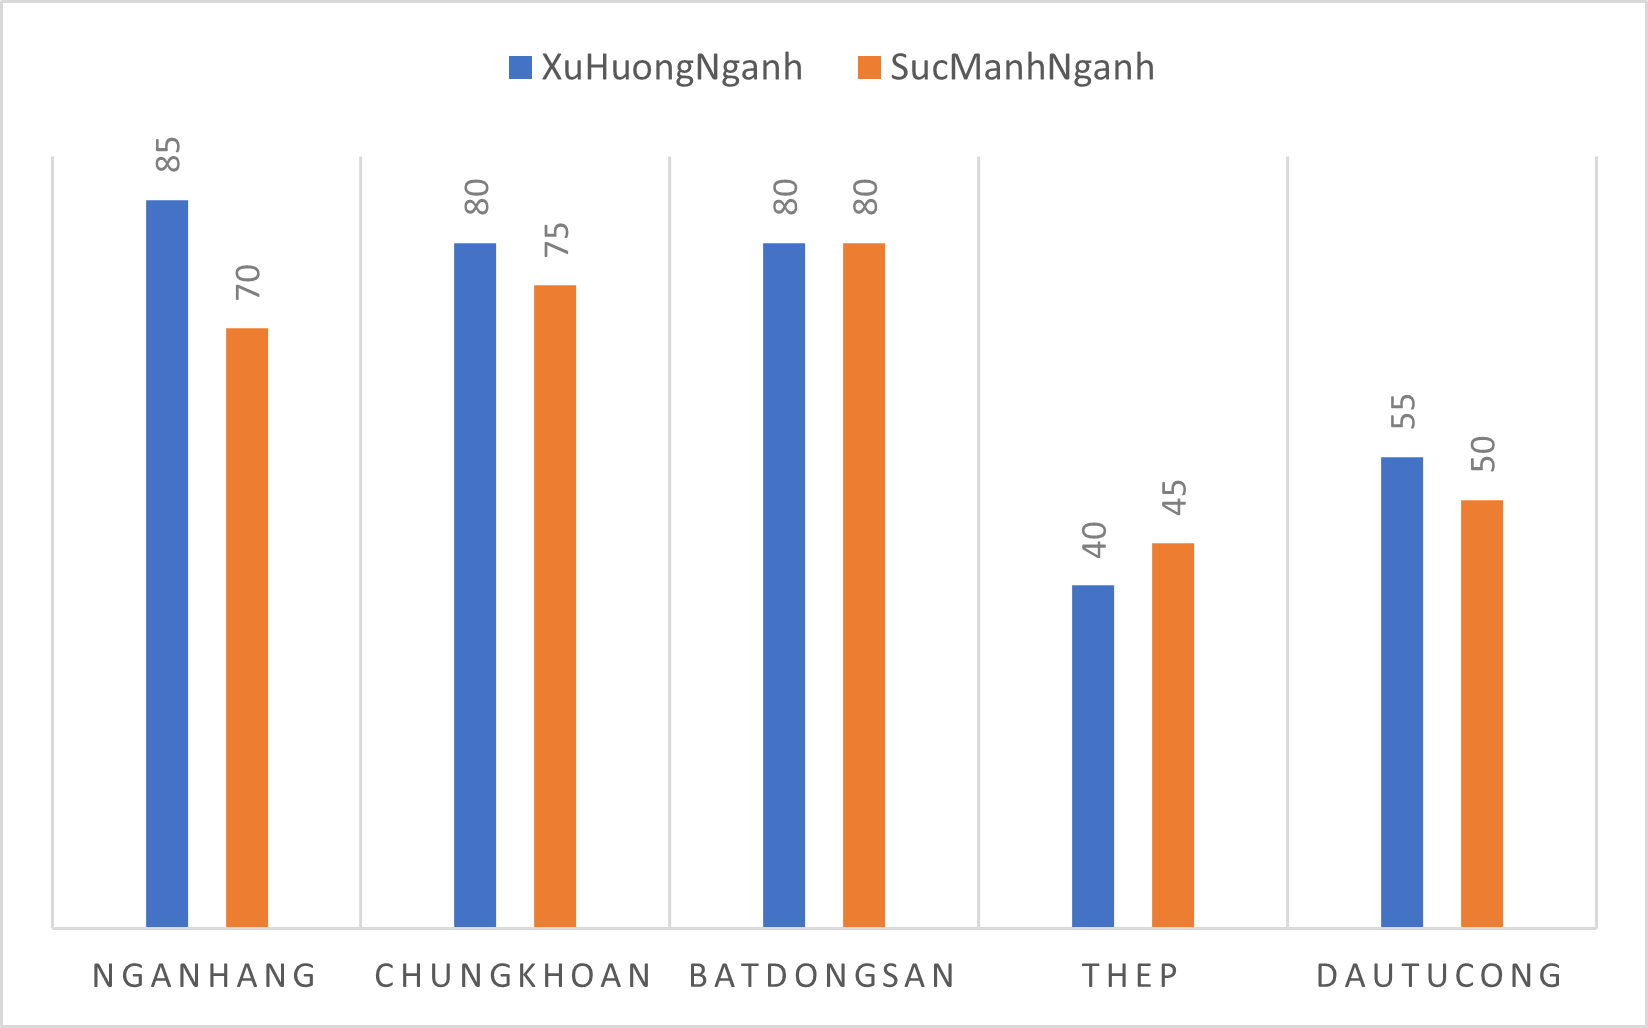 XuHuongNganh SucManhNganh
85 70 80 75 80 80 40 45 55 50
NGANHANG CHUNGKHOAN BATDONGSAN THEP DAUTUCONG